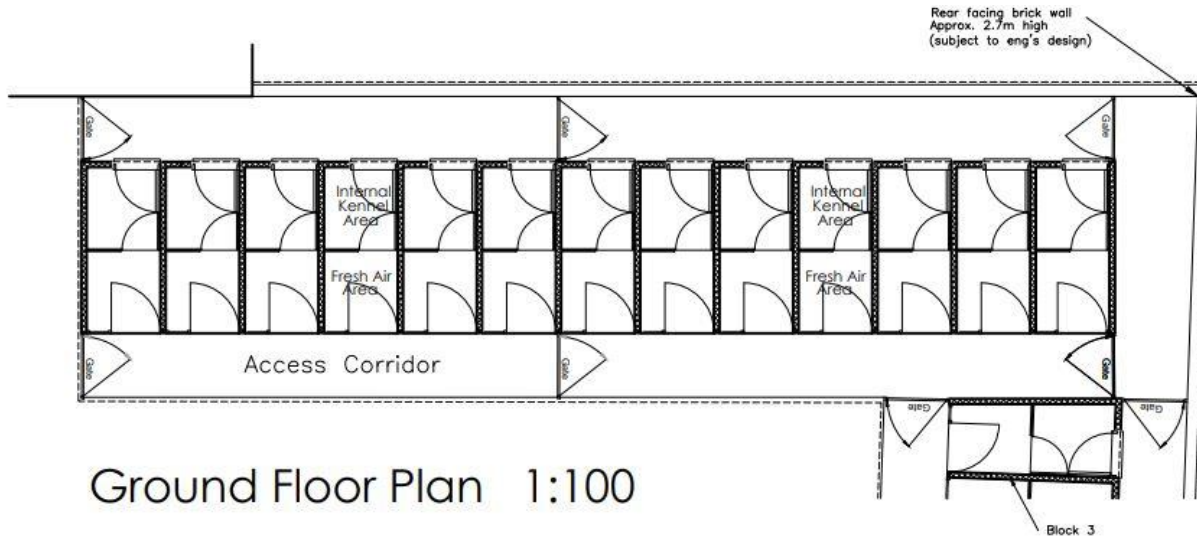 Rear facing brick wall
Approx. 2.7m high
(subject to eng's design)
Gate
Gate
Gate
Internal
Kennel
Area
Internal
Kennel
Area
Fresh Air
Area
Fresh Air
Area
Gate
Access Corridor
Gate
Gate
Gate
Gate
Ground Floor Plan 1:100
Block 3